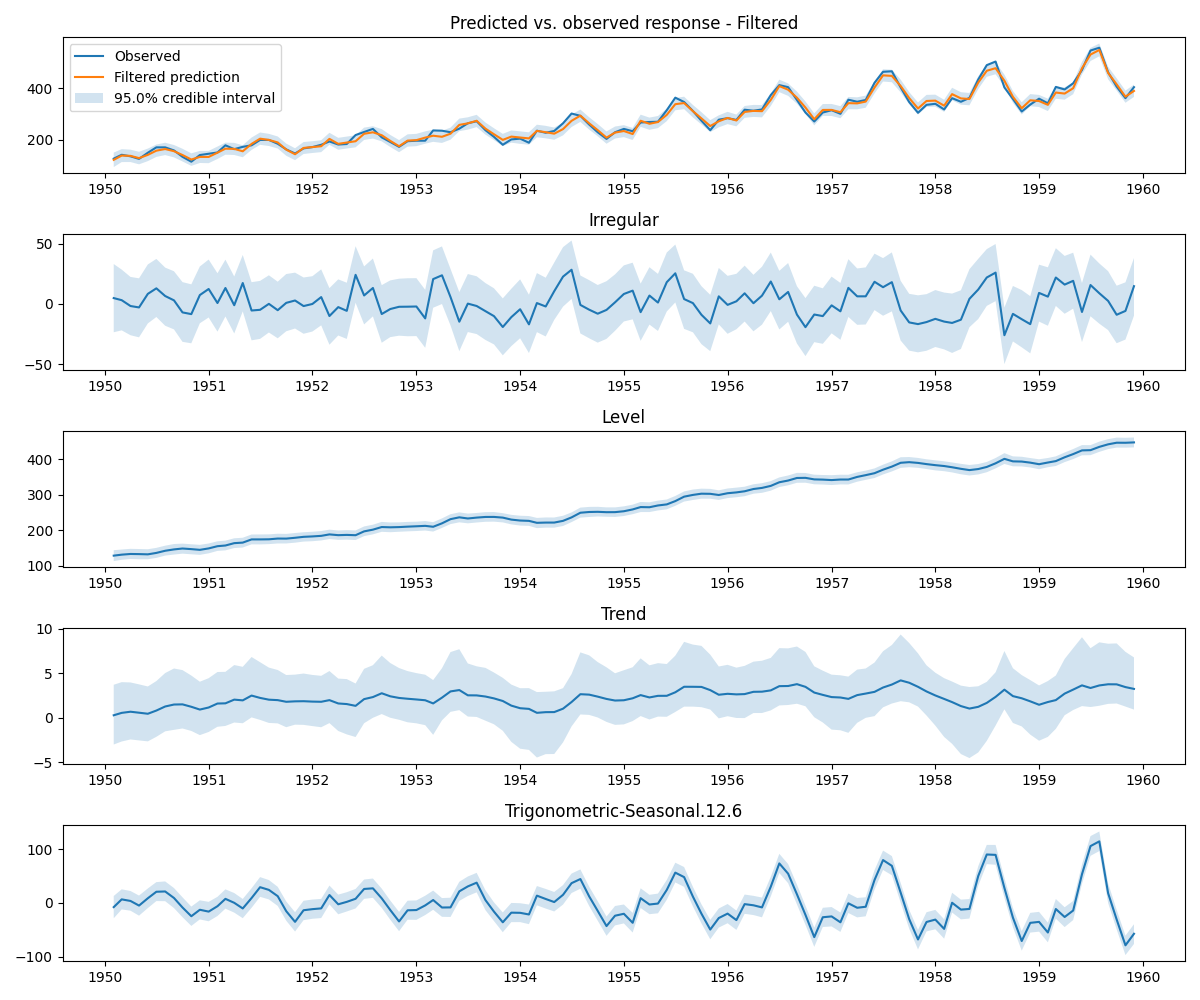 Predicted vs. observed response - Filtered
Observed
Filtered prediction
95.0% credible interval
400
200
1950 1951 1952 1953 1954 1955 1956 1957 1958 1959 1960
Irregular
50
0
−50
1950 1951 1952 1953 1954 1955 1956 1957 1958 1959 1960
Level
400
300
200
100
1950 1951 1952 1953 1954 1955 1956 1957 1958 1959 1960
Trend
10
5
0
−5
1950 1951 1952 1953 1954 1955 1956 1957 1958 1959 1960
Trigonometric-Seasonal.12.6
100
0
−100
1950 1951 1952 1953 1954 1955 1956 1957 1958 1959 1960